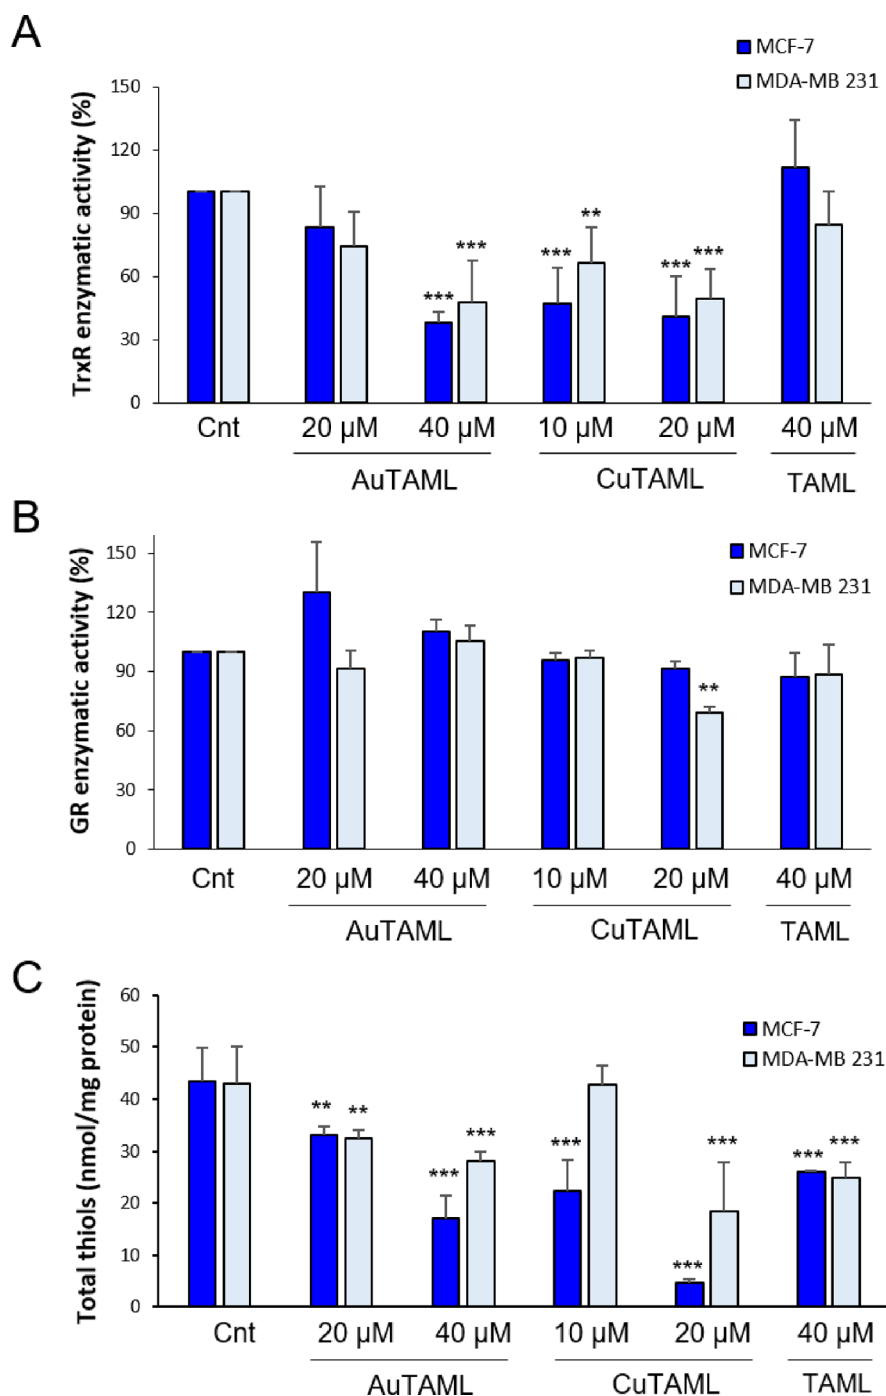 A
MCF-7
MDA-MB 231
TrxR enzymatic activity (%)
150
120
90
60
30
0
*** *** *** ** *** ***
Cnt 20 μM 40 μM 10 μM 20 μM 40 μM
AuTAML CuTAML TAML
B
MCF-7
MDA-MB 231
GR enzymatic activity (%)
150
120
90
60
30
0
**
Cnt 20 μM 40 μM 10 μM 20 μM 40 μM
AuTAML CuTAML TAML
C
MCF-7
MDA-MB 231
Total thiols (nmol/mg protein)
60
50
40
30
20
10
0
** ** *** *** *** *** *** *** ***
Cnt 20 μM 40 μM 10 μM 20 μM 40 μM
AuTAML CuTAML TAML